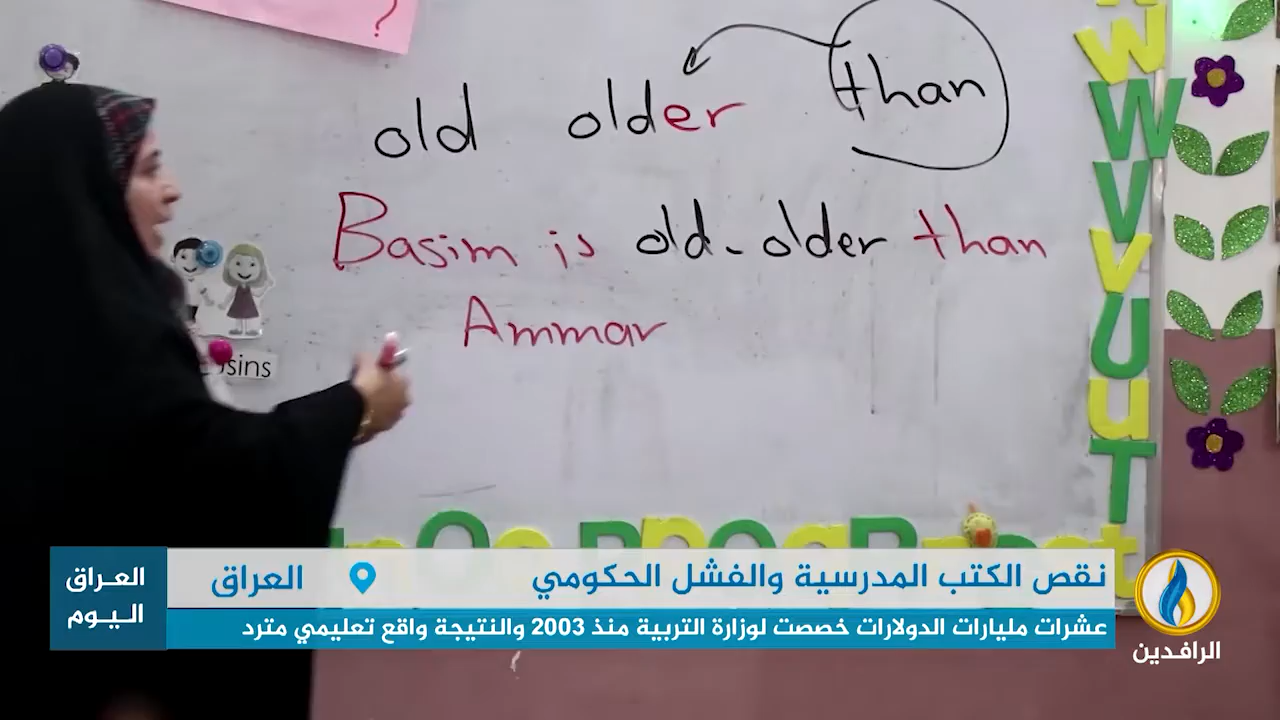 ?
old older than
Basim is old - older than
Ammar
sins
W
W
W
V
V
U
u
T
t
نقص الكتب المدرسية والفشل الحكومي
العراق
عشرات مليارات الدولارات خصصت لوزارة التربية منذ 2003 والنتيجة واقع تعليمي مترد
العراق
اليوم
الرافدين